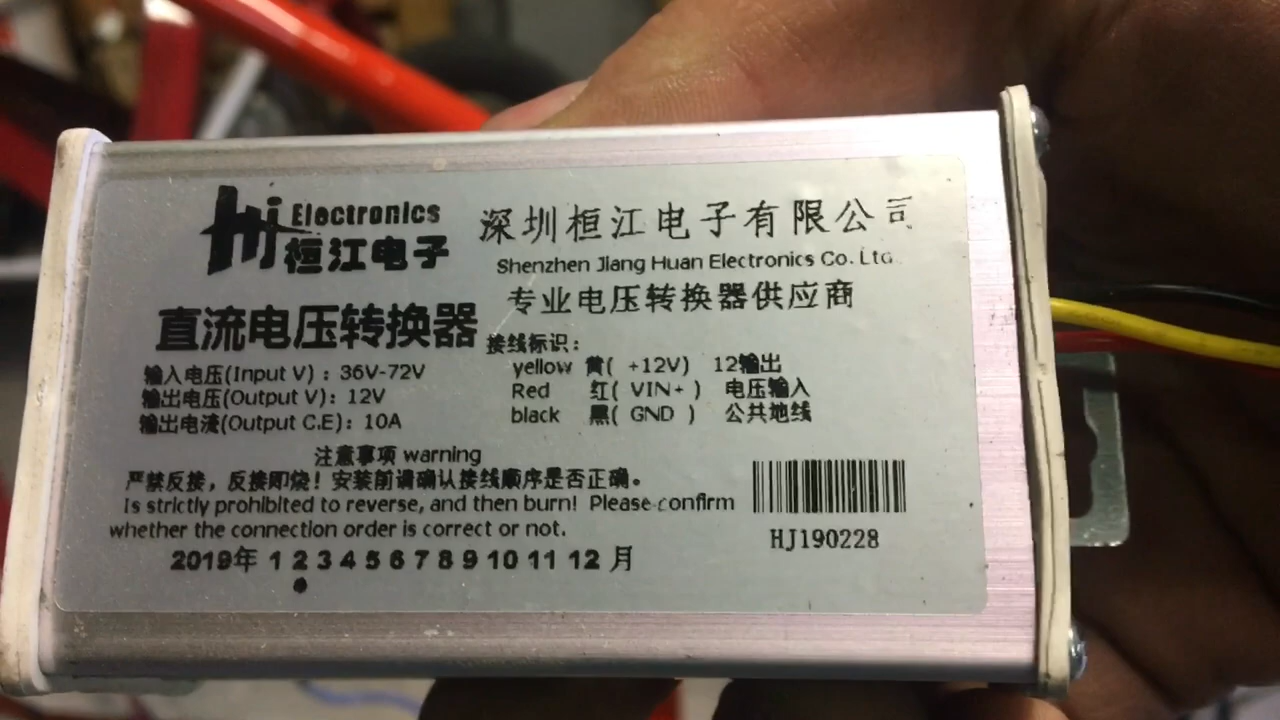 hj Electronics
桓江电子
深圳桓江电子有限公司
Shenzhen Jiang Huan Electronics Co. Ltd.
专业电压转换器供应商
直流电压转换器
输入电压(Input V) : 36V-72V
输出电压(Output V): 12V
输出电流(Output C.E): 10A
接线标识:
yellow 黄( +12V) 12输出
Red 红( VIN+ ) 电压输入
black 黑( GND ) 公共地线
注意事项 warning
严禁反接，反接即烧！安装前请确认接线顺序是否正确。
Is strictly prohibited to reverse, and then burn! Please confirm
whether the connection order is correct or not.
2019年 1 2 3 4 5 6 7 8 9 10 11 12 月
HJ190228